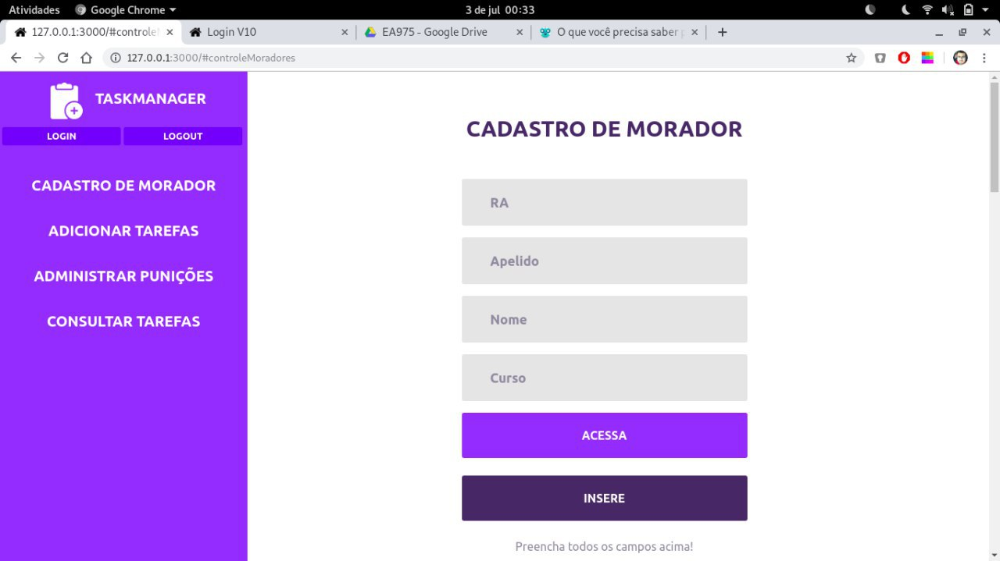 Atividades Google Chrome 3 de jul 00:33
127.0.0.1:3000/#controle Login V10 EA975 - Google Drive O que você precisa saber p
127.0.0.1:3000/#controleMoradores
TASKMANAGER
LOGIN LOGOUT
CADASTRO DE MORADOR
ADICIONAR TAREFAS
ADMINISTRAR PUNIÇÕES
CONSULTAR TAREFAS
CADASTRO DE MORADOR
RA
Apelido
Nome
Curso
ACESSA
INSERE
Preencha todos os campos acima!